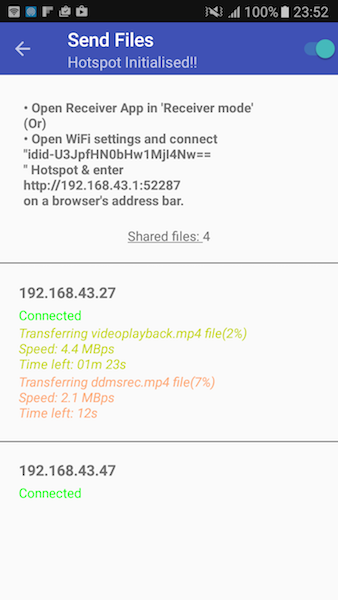 100% 23:52
Send Files
Hotspot Initialised!!
• Open Receiver App in 'Receiver mode'
(Or)
• Open WiFi settings and connect
"idid-U3JpfHN0bHw1MjI4Nw==
" Hotspot & enter
http://192.168.43.1:52287
on a browser's address bar.
Shared files: 4
192.168.43.27
Connected
Transferring videoplayback.mp4 file(2%)
Speed: 4.4 MBps
Time left: 01m 23s
Transferring ddmsrec.mp4 file(7%)
Speed: 2.1 MBps
Time left: 12s
192.168.43.47
Connected